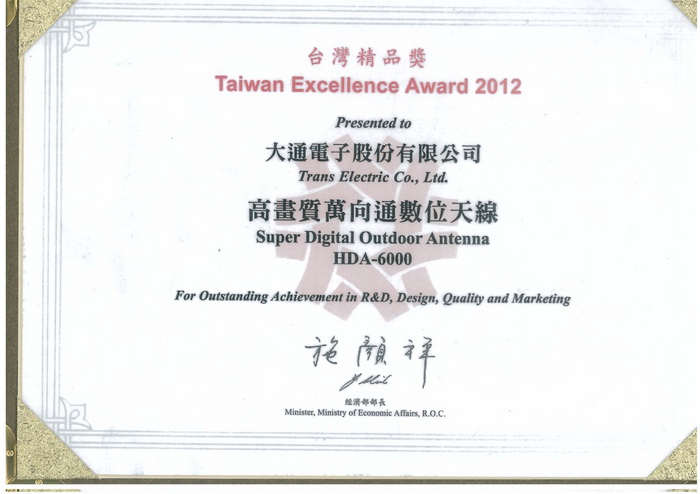 台灣精品獎
Taiwan Excellence Award 2012
Presented to
大通電子股份有限公司
Trans Electric Co., Ltd.
高畫質萬向通數位天線
Super Digital Outdoor Antenna
HDA-6000
For Outstanding Achievement in R&D, Design, Quality and Marketing
施顏祥
經濟部部長
Minister, Ministry of Economic Affairs, R.O.C.